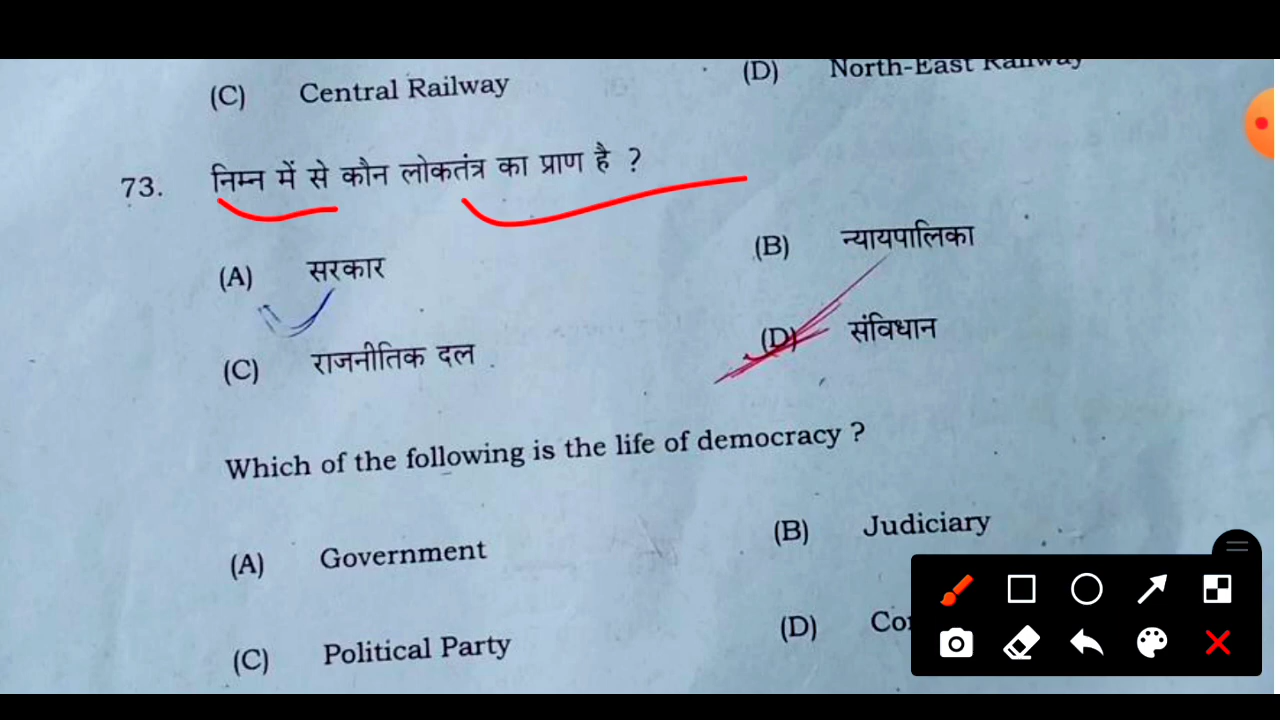 (C) Central Railway (D) North-East Railway
73. निम्न में से कौन लोकतंत्र का प्राण है ?
(A) सरकार (B) न्यायपालिका
(C) राजनीतिक दल (D) संविधान
Which of the following is the life of democracy ?
(A) Government (B) Judiciary
(C) Political Party (D)